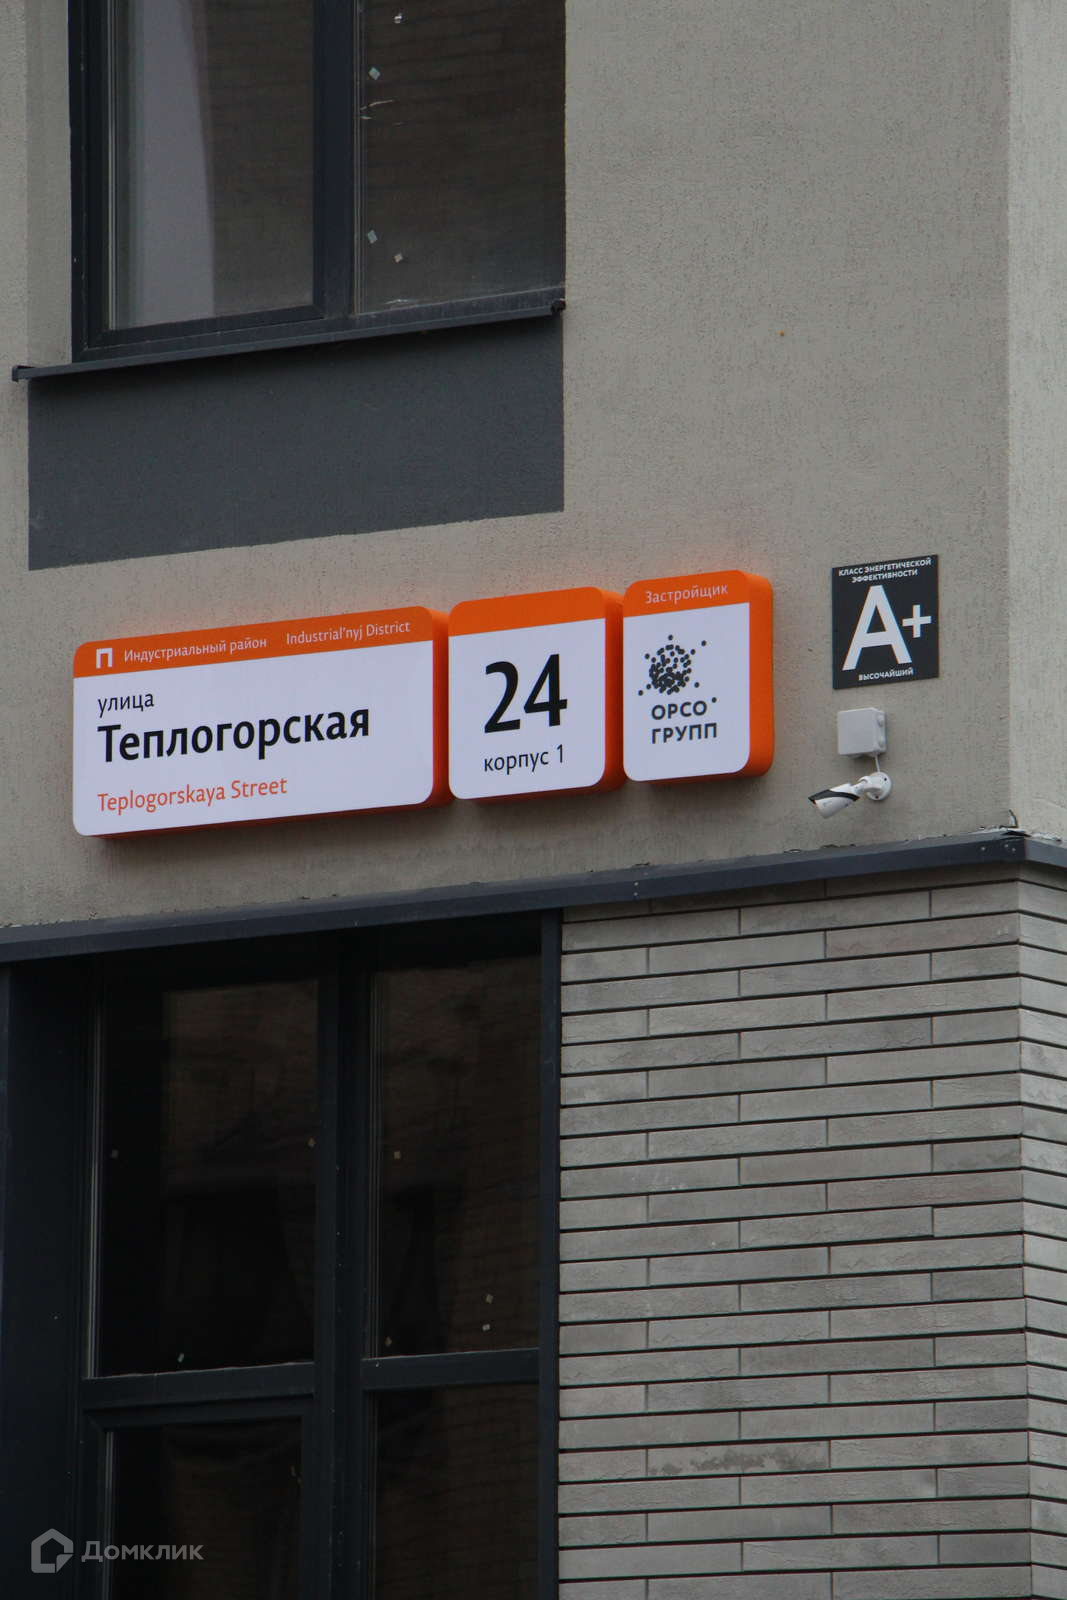 Индустриальный район Industrial'nyj District
улица
Теплогорская
Teplogorskaya Street
24
корпус 1
Застройщик
ОРСО
ГРУПП
КЛАСС ЭНЕРГЕТИЧЕСКОЙ
ЭФФЕКТИВНОСТИ
A+
ВЫСОЧАЙШИЙ
Домклик